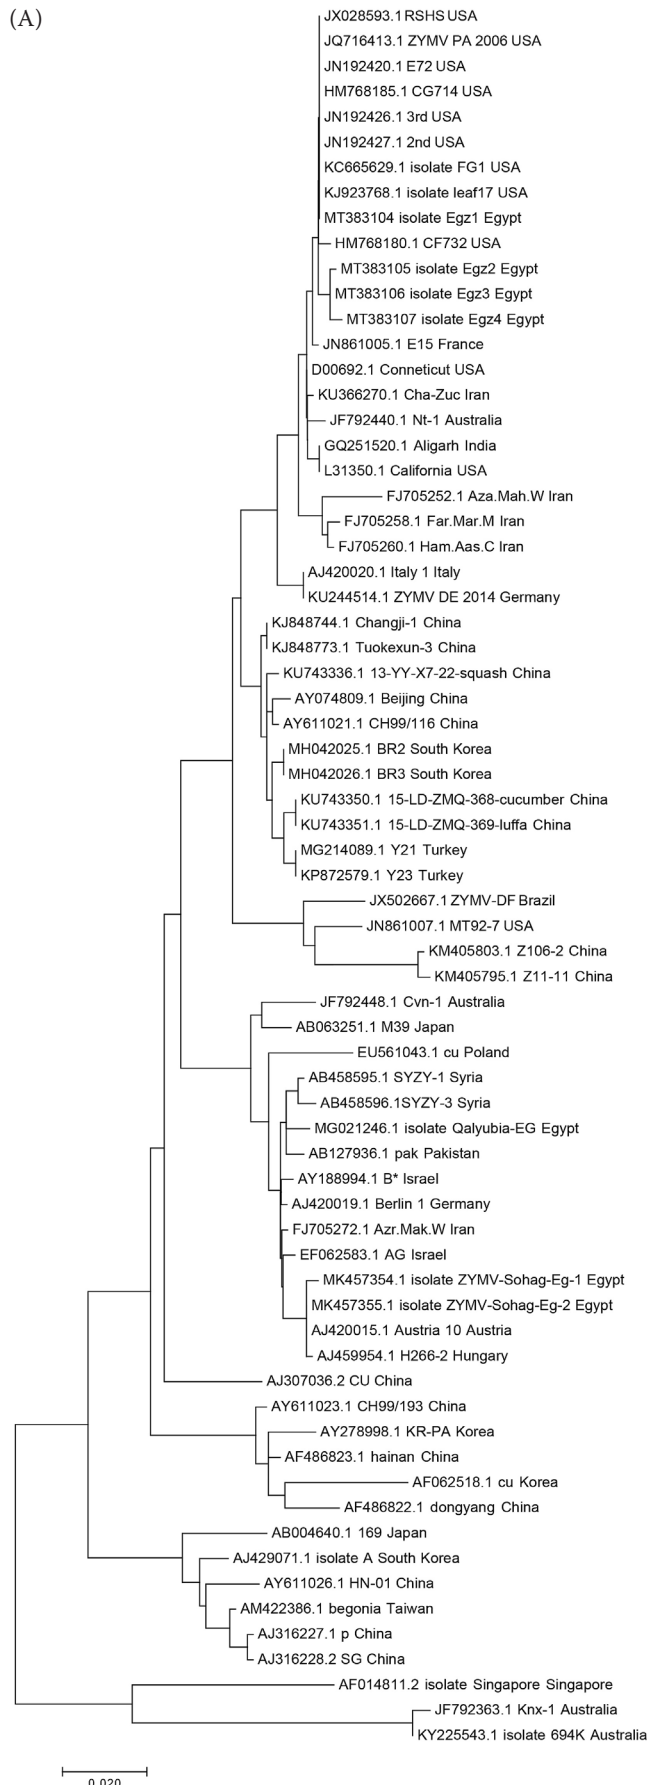 (A)
JX028593.1 RSHS USA
JQ716413.1 ZYMV PA 2006 USA
JN192420.1 E72 USA
HM768185.1 CG714 USA
JN192426.1 3rd USA
JN192427.1 2nd USA
KC665629.1 isolate FG1 USA
KJ923768.1 isolate leaf17 USA
MT383104 isolate Egz1 Egypt
HM768180.1 CF732 USA
MT383105 isolate Egz2 Egypt
MT383106 isolate Egz3 Egypt
MT383107 isolate Egz4 Egypt
JN861005.1 E15 France
D00692.1 Conneticut USA
KU366270.1 Cha-Zuc Iran
JF792440.1 Nt-1 Australia
GQ251520.1 Aligarh India
L31350.1 California USA
FJ705252.1 Aza.Mah.W Iran
FJ705258.1 Far.Mar.M Iran
FJ705260.1 Ham.Aas.C Iran
AJ420020.1 Italy 1 Italy
KU244514.1 ZYMV DE 2014 Germany
KJ848744.1 Changji-1 China
KJ848773.1 Tuokexun-3 China
KU743336.1 13-YY-X7-22-squash China
AY074809.1 Beijing China
AY611021.1 CH99/116 China
MH042025.1 BR2 South Korea
MH042026.1 BR3 South Korea
KU743350.1 15-LD-ZMQ-368-cucumber China
KU743351.1 15-LD-ZMQ-369-luffa China
MG214089.1 Y21 Turkey
KP872579.1 Y23 Turkey
JX502667.1 ZYMV-DF Brazil
JN861007.1 MT92-7 USA
KM405803.1 Z106-2 China
KM405795.1 Z11-11 China
JF792448.1 Cvn-1 Australia
AB063251.1 M39 Japan
EU561043.1 cu Poland
AB458595.1 SYZY-1 Syria
AB458596.1SYZY-3 Syria
MG021246.1 isolate Qalyubia-EG Egypt
AB127936.1 pak Pakistan
AY188994.1 B* Israel
AJ420019.1 Berlin 1 Germany
FJ705272.1 Azr.Mak.W Iran
EF062583.1 AG Israel
MK457354.1 isolate ZYMV-Sohag-Eg-1 Egypt
MK457355.1 isolate ZYMV-Sohag-Eg-2 Egypt
AJ420015.1 Austria 10 Austria
AJ459954.1 H266-2 Hungary
AJ307036.2 CU China
AY611023.1 CH99/193 China
AY278998.1 KR-PA Korea
AF486823.1 hainan China
AF062518.1 cu Korea
AF486822.1 dongyang China
AB004640.1 169 Japan
AJ429071.1 isolate A South Korea
AY611026.1 HN-01 China
AM422386.1 begonia Taiwan
AJ316227.1 p China
AJ316228.2 SG China
AF014811.2 isolate Singapore Singapore
JF792363.1 Knx-1 Australia
KY225543.1 isolate 694K Australia
0.020